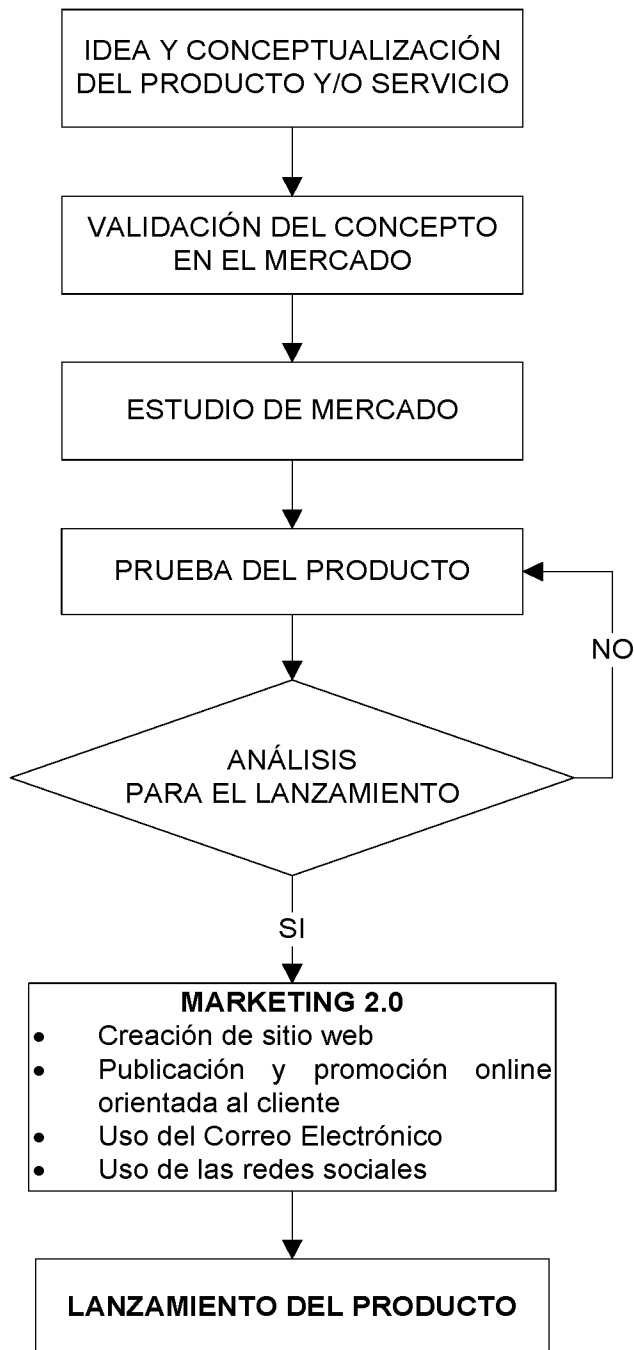 IDEA Y CONCEPTUALIZACIÓN
DEL PRODUCTO Y/O SERVICIO
VALIDACIÓN DEL CONCEPTO
EN EL MERCADO
ESTUDIO DE MERCADO
PRUEBA DEL PRODUCTO
NO
ANÁLISIS
PARA EL LANZAMIENTO
SI
MARKETING 2.0
• Creación de sitio web
• Publicación y promoción online
orientada al cliente
• Uso del Correo Electrónico
• Uso de las redes sociales
LANZAMIENTO DEL PRODUCTO